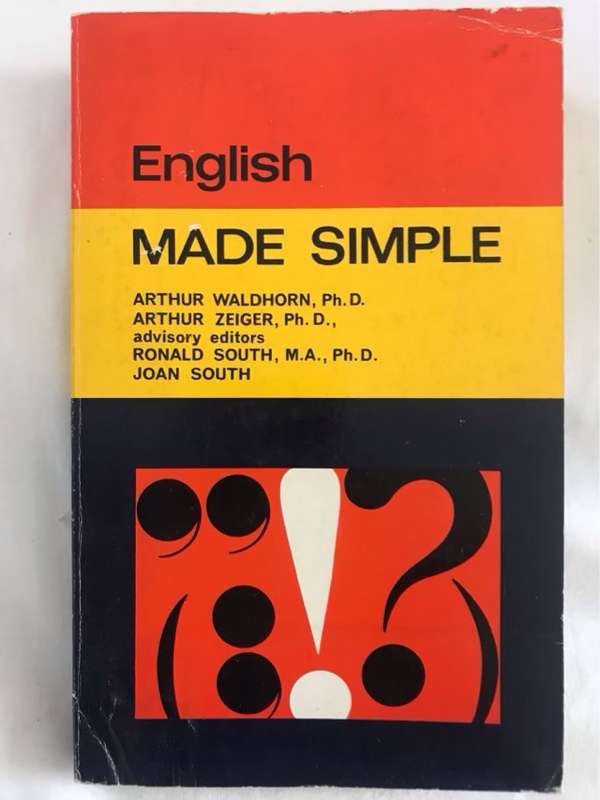 English
MADE SIMPLE
ARTHUR WALDHORN, Ph.D.
ARTHUR ZEIGER, Ph.D.,
advisory editors
RONALD SOUTH, M.A., Ph.D.
JOAN SOUTH